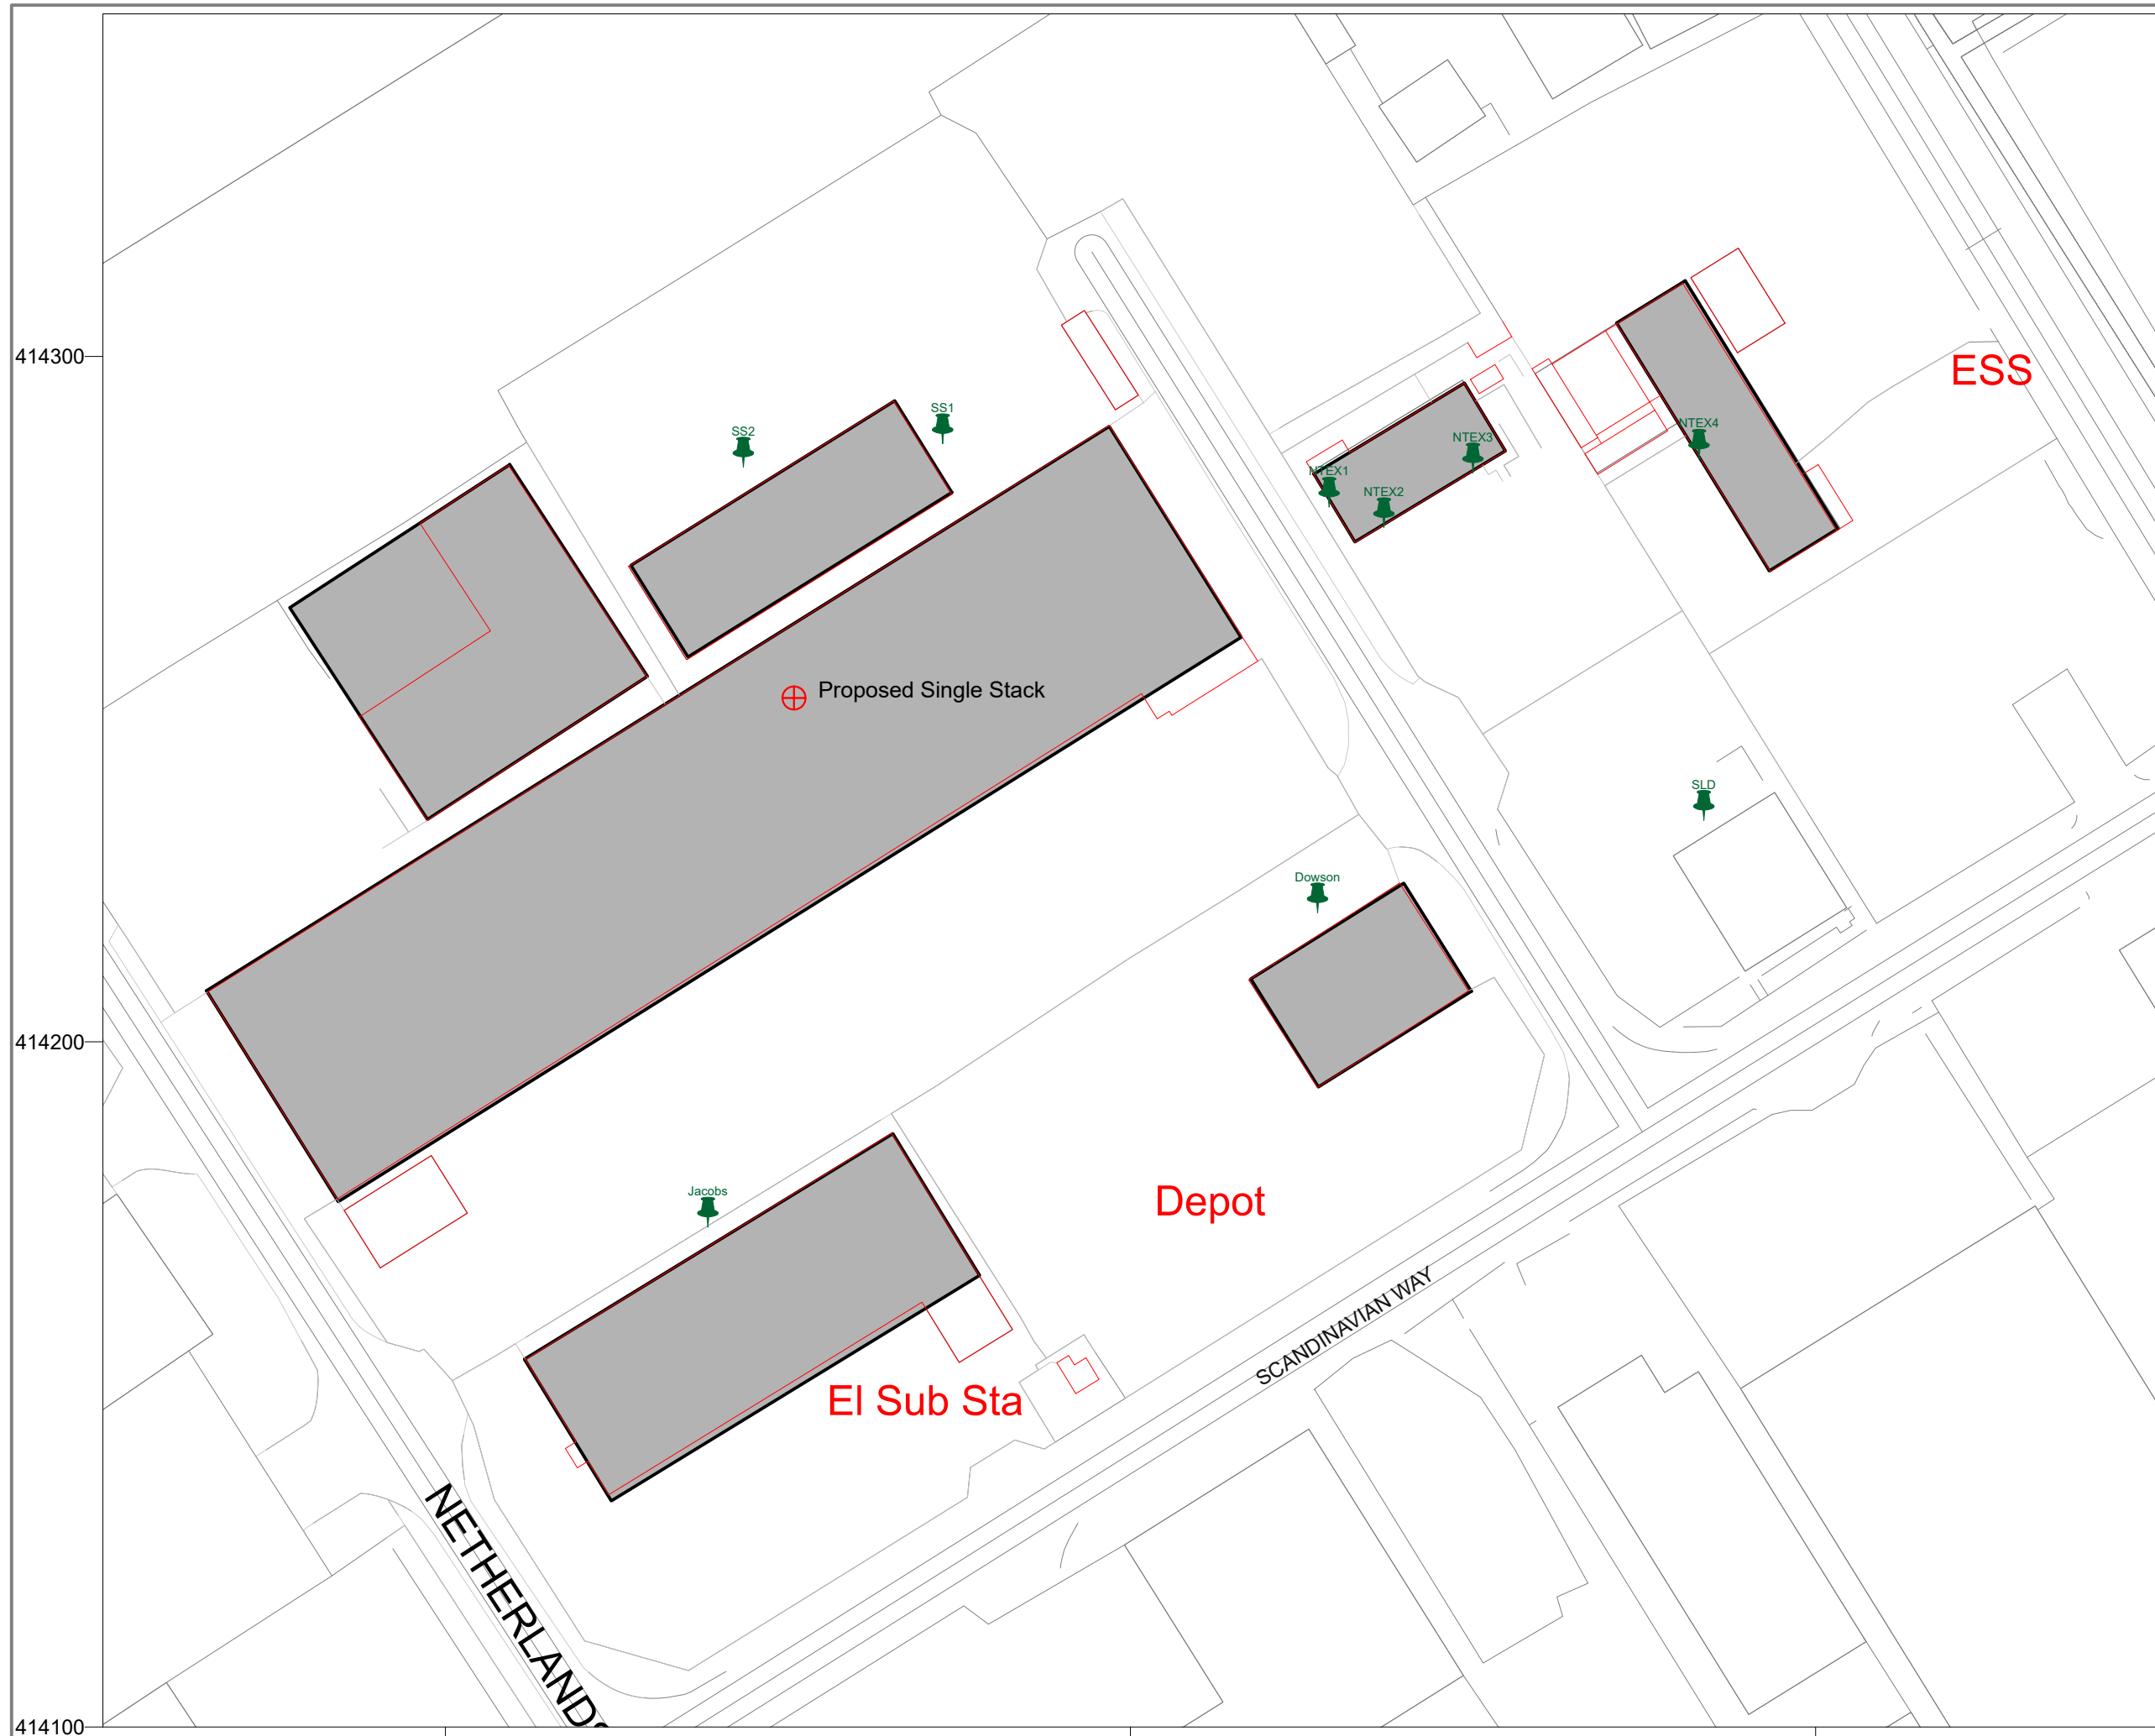 414300
ESS
SS1
SS2
NTEX4
NTEX3
NTEX1
NTEX2
Proposed Single Stack
SLD
Dowson
414200
Jacobs
Depot
SCANDINAVIAN WAY
El Sub Sta
NETHERLANDS
414100